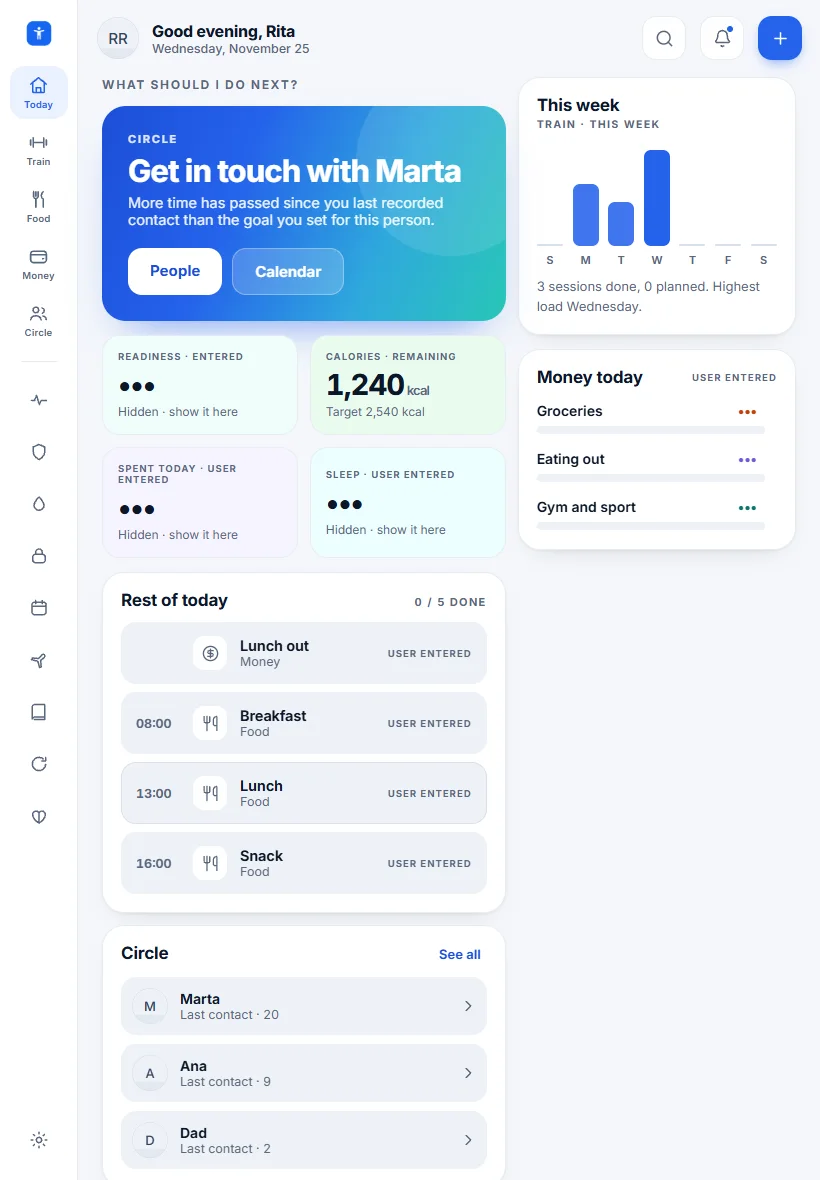 RR
Good evening, Rita
Wednesday, November 25
Today
Train
Food
Money
Circle
WHAT SHOULD I DO NEXT?
CIRCLE
Get in touch with Marta
More time has passed since you last recorded
contact than the goal you set for this person.
People
Calendar
READINESS · ENTERED
•••
Hidden · show it here
CALORIES · REMAINING
1,240 kcal
Target 2,540 kcal
SPENT TODAY · USER
ENTERED
•••
Hidden · show it here
SLEEP · USER ENTERED
•••
Hidden · show it here
Rest of today
0 / 5 DONE
Lunch out
Money
USER ENTERED
08:00
Breakfast
Food
USER ENTERED
13:00
Lunch
Food
USER ENTERED
16:00
Snack
Food
USER ENTERED
Circle
See all
M
Marta
Last contact · 20
A
Ana
Last contact · 9
D
Dad
Last contact · 2
This week
TRAIN · THIS WEEK
S M T W T F S
3 sessions done, 0 planned. Highest
load Wednesday.
Money today
USER ENTERED
Groceries
•••
Eating out
•••
Gym and sport
•••